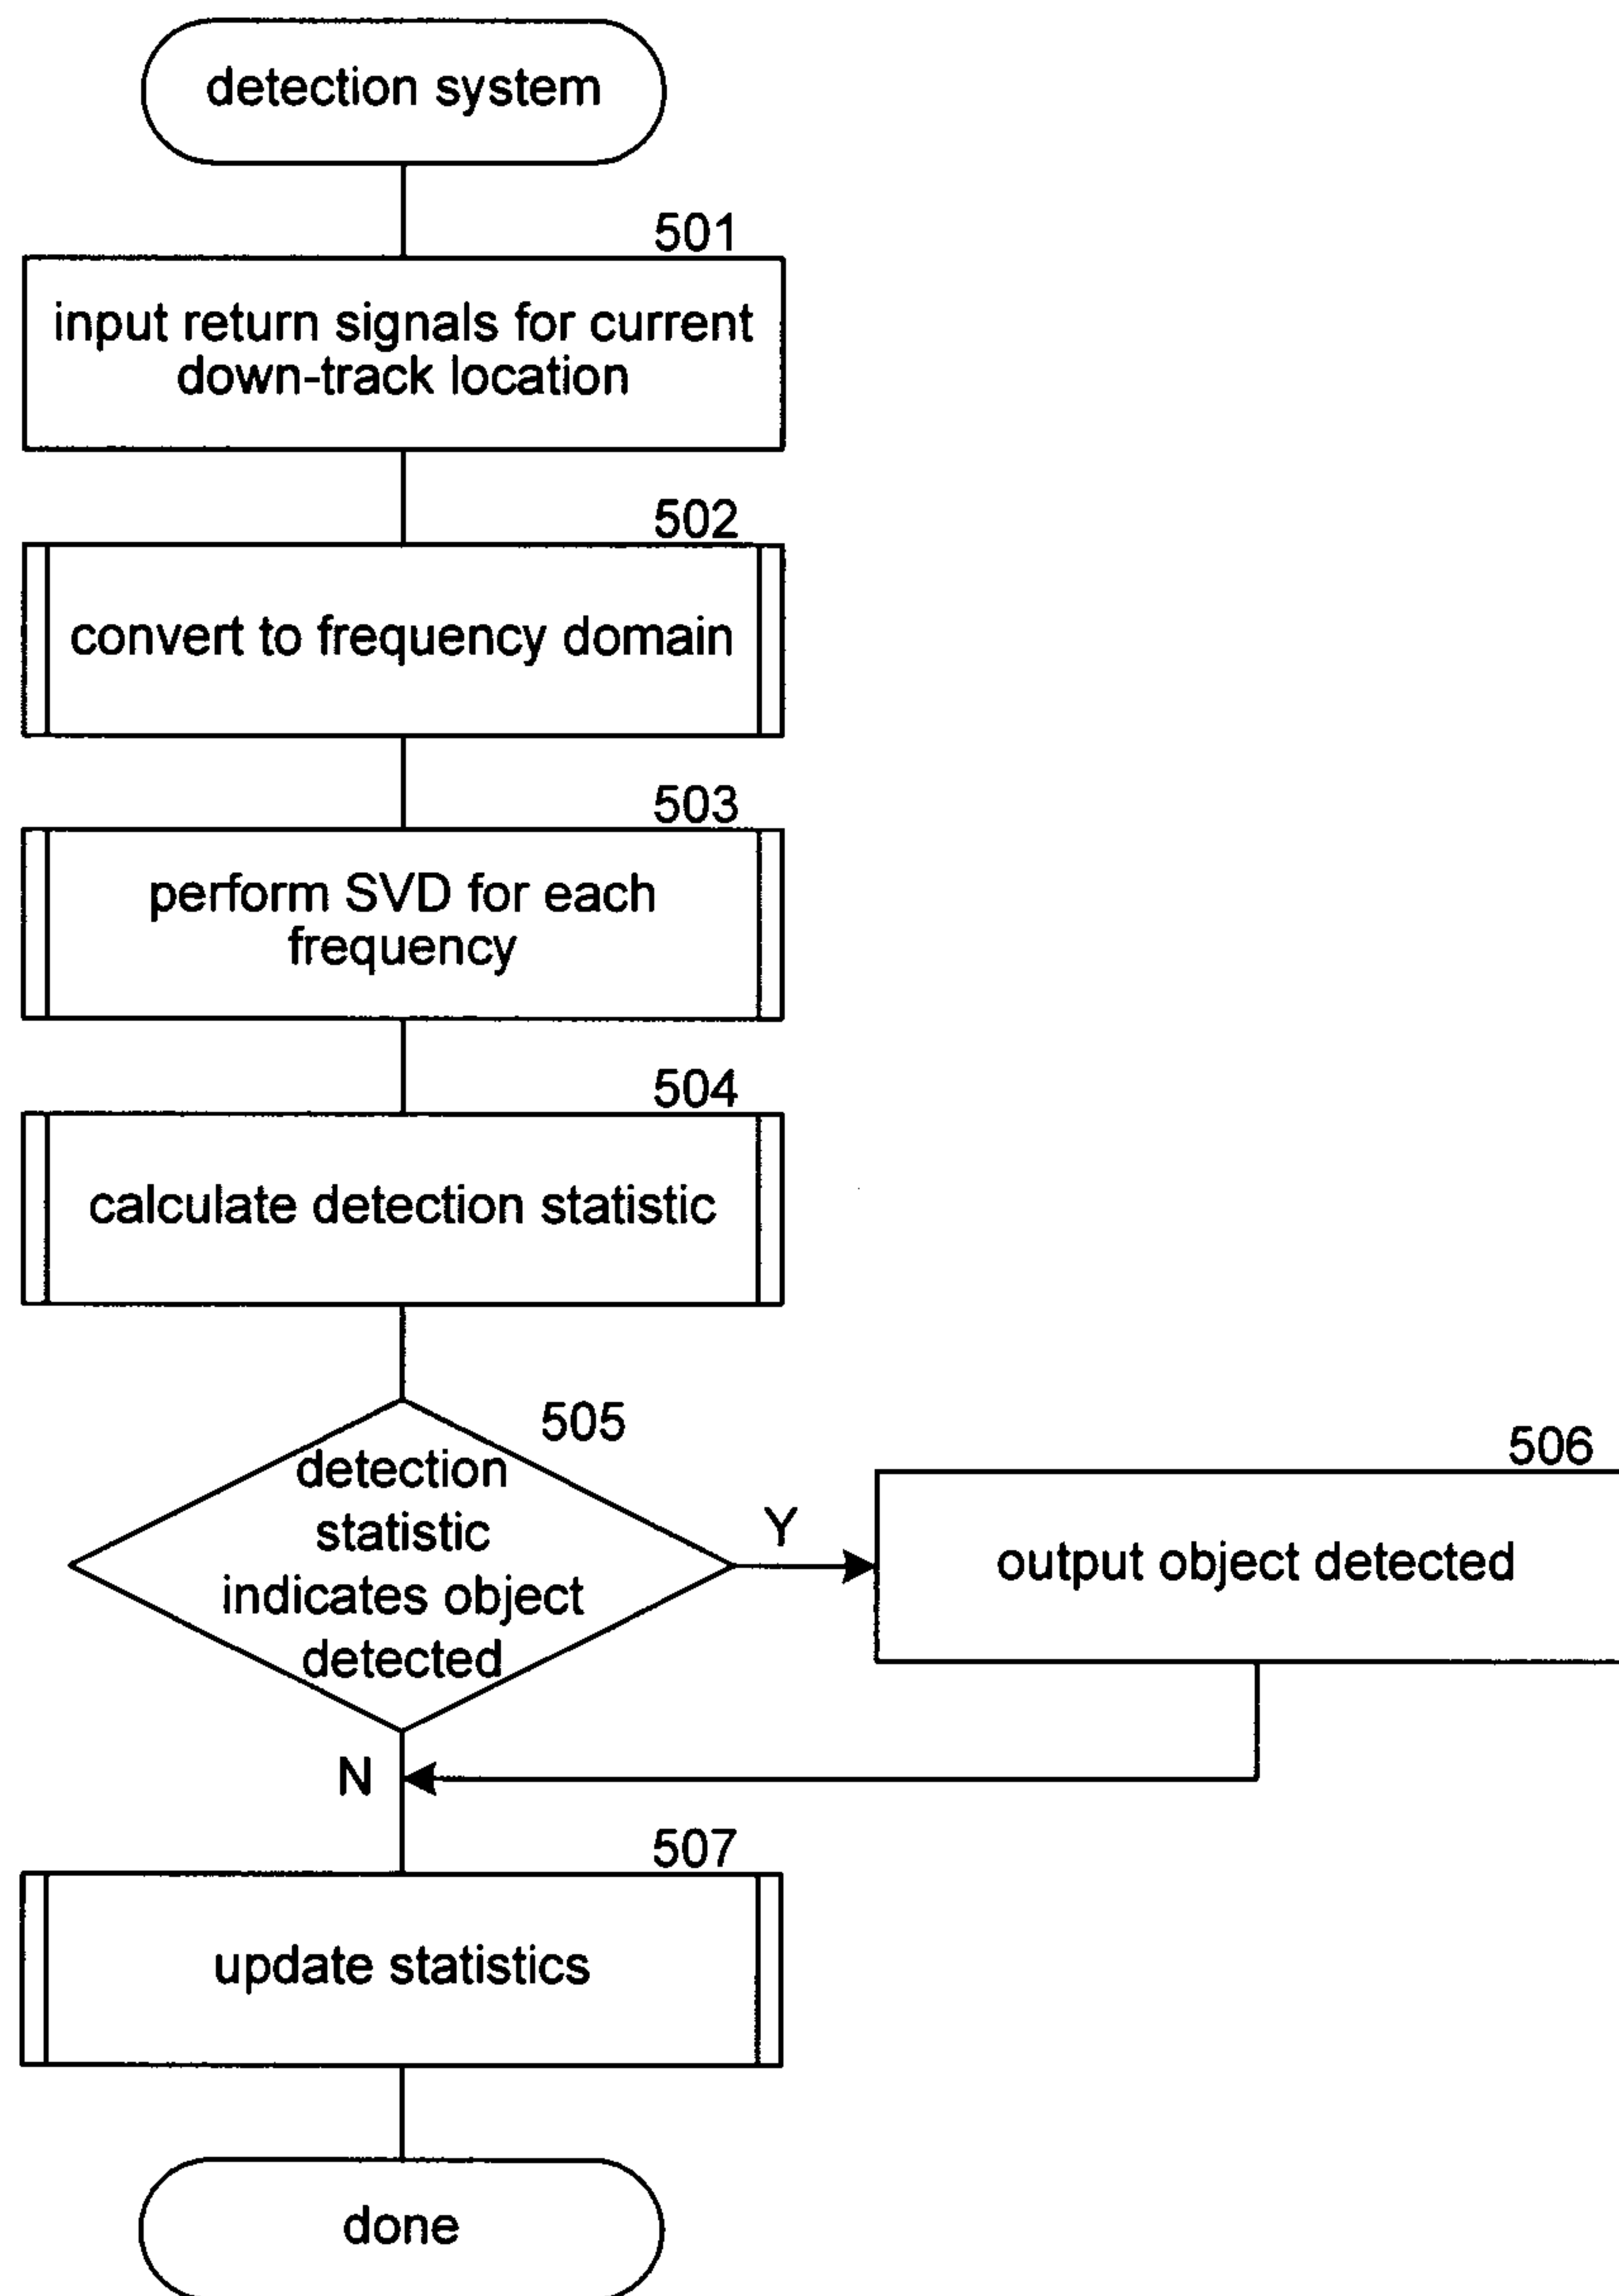 detection system
501
input return signals for current
down-track location
502
convert to frequency domain
503
perform SVD for each
frequency
504
calculate detection statistic
505
detection
statistic
indicates object
detected
Y
506
output object detected
N
507
update statistics
done